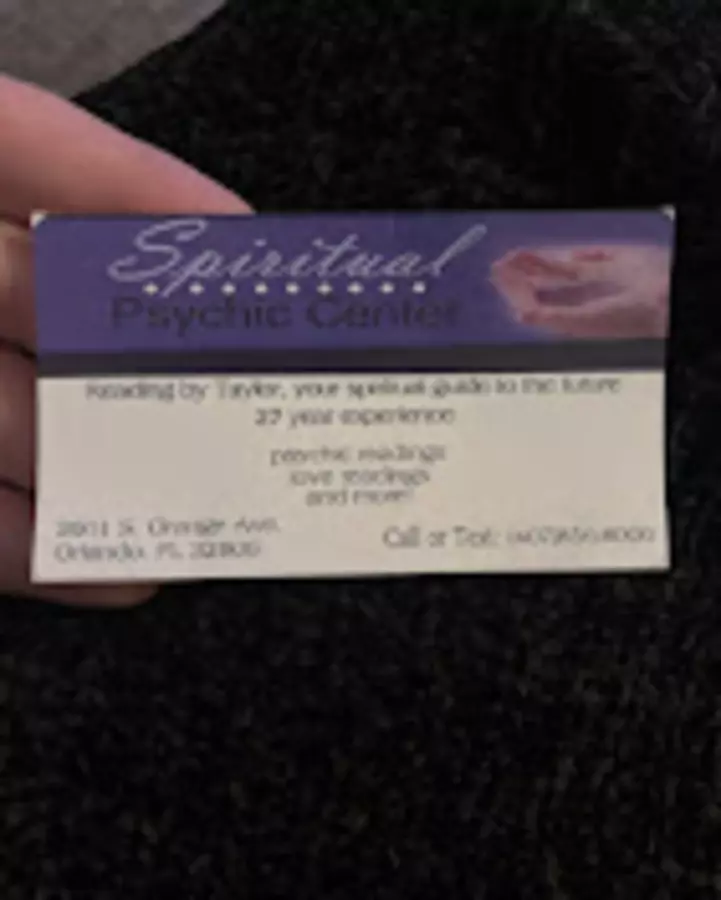 Spiritual
Psychic Center
Reading by Taylor, your spiritual guide to the future
27 year experience
psychic readings
love readings
and more!
S. Orange Ave.
Orlando, FL
Call or Text: